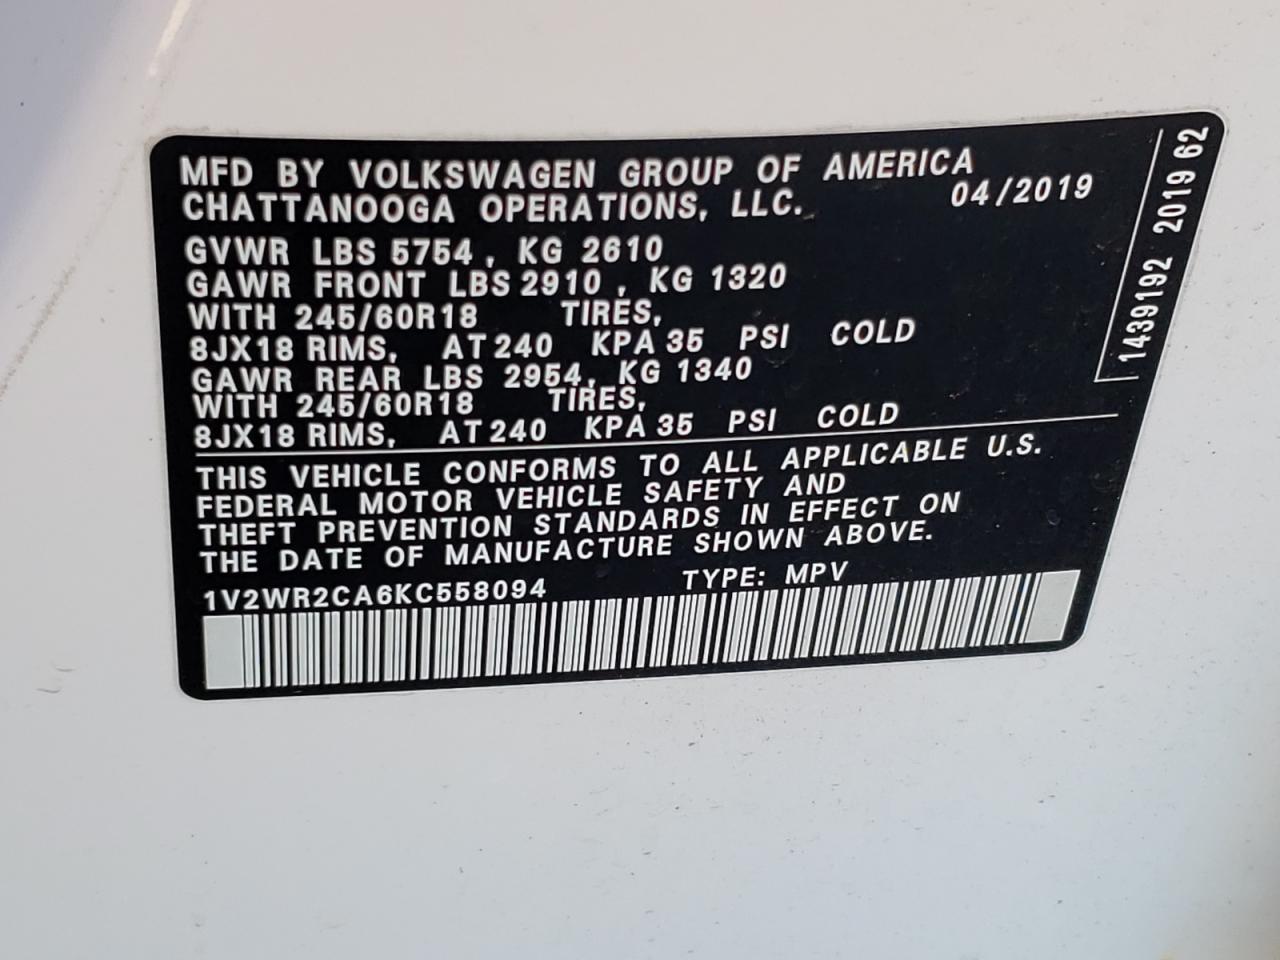 MFD BY VOLKSWAGEN GROUP OF AMERICA
CHATTANOOGA OPERATIONS, LLC. 04/2019
GVWR LBS 5754, KG 2610
GAWR FRONT LBS 2910, KG 1320
WITH 245/60R18 TIRES,
8JX18 RIMS, AT 240 KPA 35 PSI COLD
GAWR REAR LBS 2954, KG 1340
WITH 245/60R18 TIRES,
8JX18 RIMS, AT 240 KPA 35 PSI COLD
THIS VEHICLE CONFORMS TO ALL APPLICABLE U.S.
FEDERAL MOTOR VEHICLE SAFETY AND
THEFT PREVENTION STANDARDS IN EFFECT ON
THE DATE OF MANUFACTURE SHOWN ABOVE.
1V2WR2CA6KC558094 TYPE: MPV
1439192 2019 62